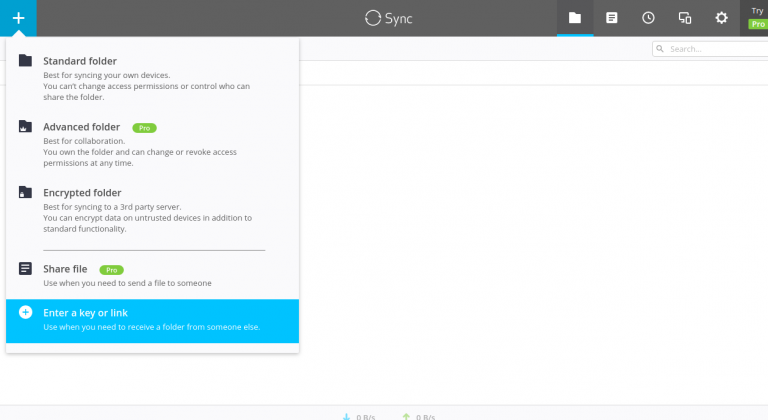 Sync
Try
Pro
Search...
Standard folder
Best for syncing your own devices.
You can't change access permissions or control who can
share the folder.
Advanced folder Pro
Best for collaboration.
You own the folder and can change or revoke access
permissions at any time.
Encrypted folder
Best for syncing to a 3rd party server.
You can encrypt data on untrusted devices in addition to
standard functionality.
Share file Pro
Use when you need to send a file to someone
Enter a key or link
Use when you need to receive a folder from someone else.
0 B/s 0 B/s